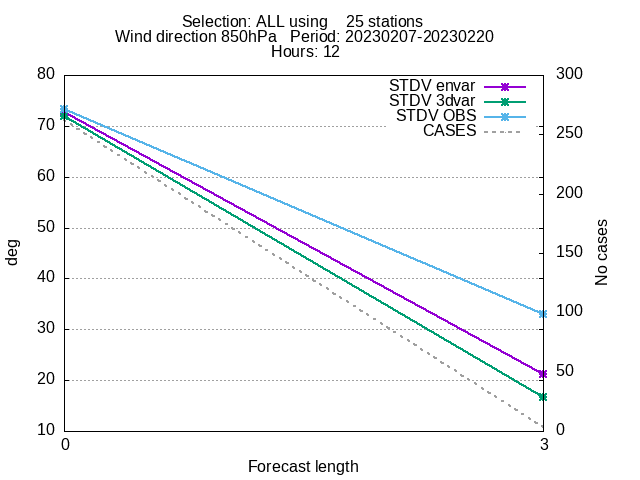 Selection: ALL using    25 stations
Wind direction 850hPa   Period: 20230207-20230220
Hours: 12
80
70
60
50
40
30
20
10
deg
STDV envar
STDV 3dvar
STDV OBS
CASES
300
250
200
150
100
50
0
No cases
0
3
Forecast length